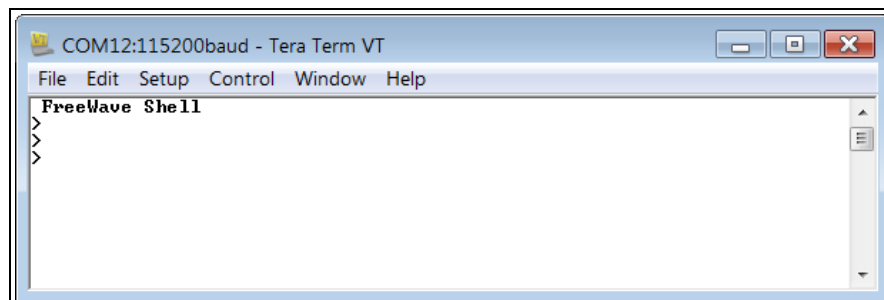 COM12:115200baud - Tera Term VT
File Edit Setup Control Window Help
FreeWave Shell
>
>
>